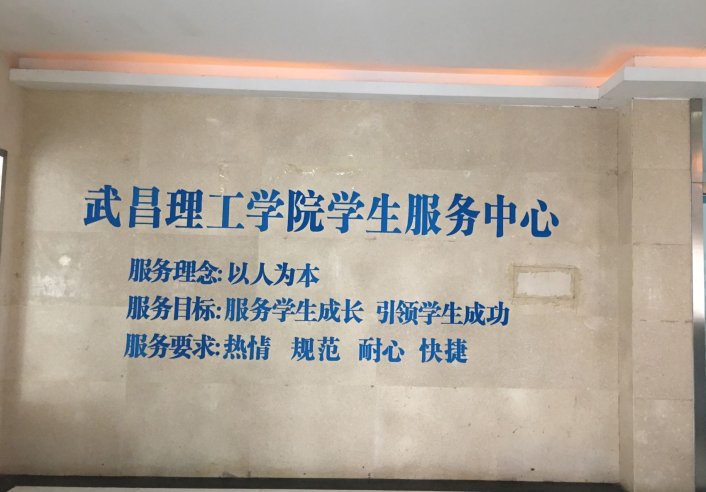 武昌理工学院学生服务中心
服务理念:以人为本
服务目标:服务学生成长 引领学生成功
服务要求:热情 规范 耐心 快捷